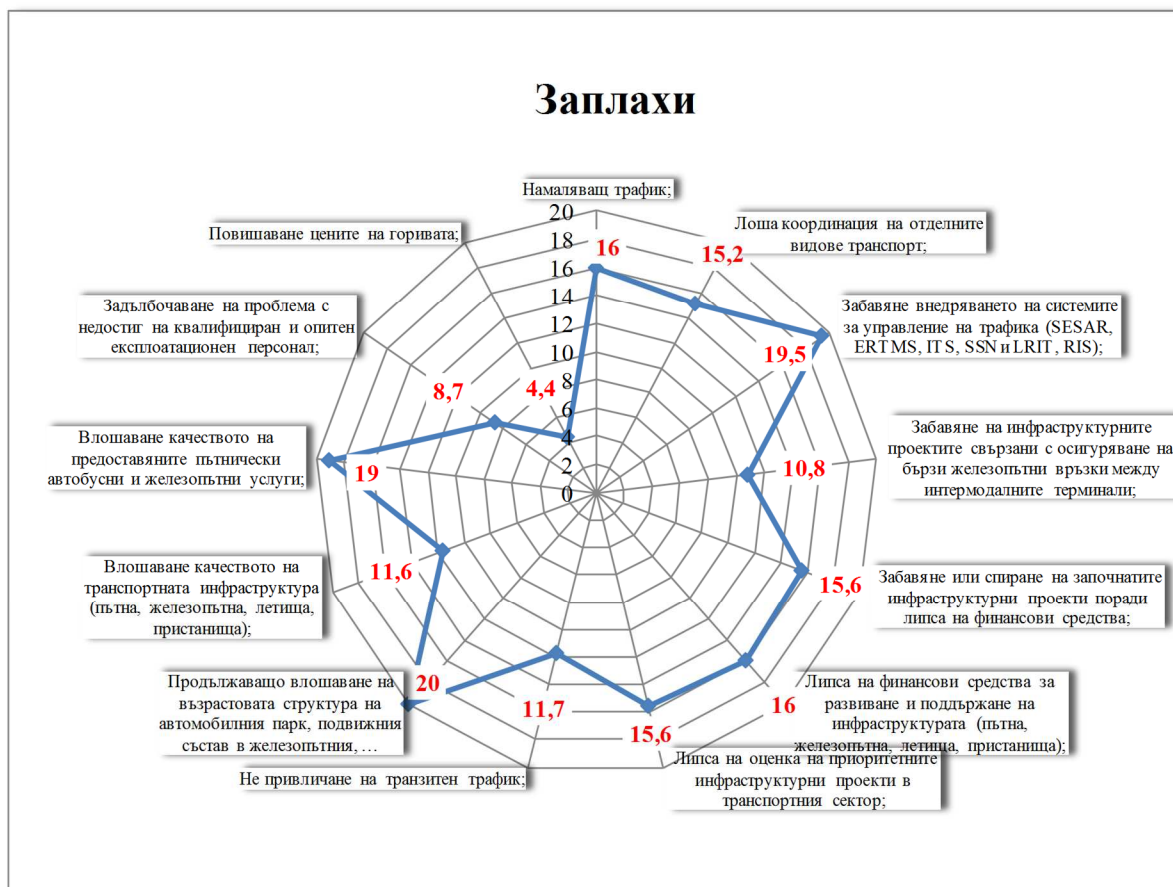 Заплахи
Намаляващ трафик;
20
18
16
14
12
10
8
6
4
2
0
16
Лоша координация на отделните
видове транспорт;
15,2
Забавяне внедряването на системите
за управление на трафика (SESAR,
ERTMS, ITS, SSN и LRIT, RIS);
19,5
Забавяне на инфраструктурните
проектите свързани с осигуряване на
бързи железопътни връзки между
интермодалните терминали;
10,8
Забавяне или спиране на започнатите
инфраструктурни проекти поради
липса на финансови средства;
15,6
Липса на финансови средства за
развиване и поддържане на
инфраструктурата (пътна,
железопътна, летища, пристанища);
16
Липса на оценка на приоритетните
инфраструктурни проекти в
транспортния сектор;
15,6
Не привличане на транзитен трафик;
11,7
Продължаващо влошаване на
възрастовата структура на
автомобилния парк, подвижния
състав в железопътния, …
20
Влошаване качеството на
транспортната инфраструктура
(пътна, железопътна, летища,
пристанища);
11,6
Влошаване качеството на
предоставяните пътнически
автобусни и железопътни услуги;
19
Задълбочаване на проблема с
недостиг на квалифициран и опитен
експлоатационен персонал;
8,7
Повишаване цените на горивата;
4,4